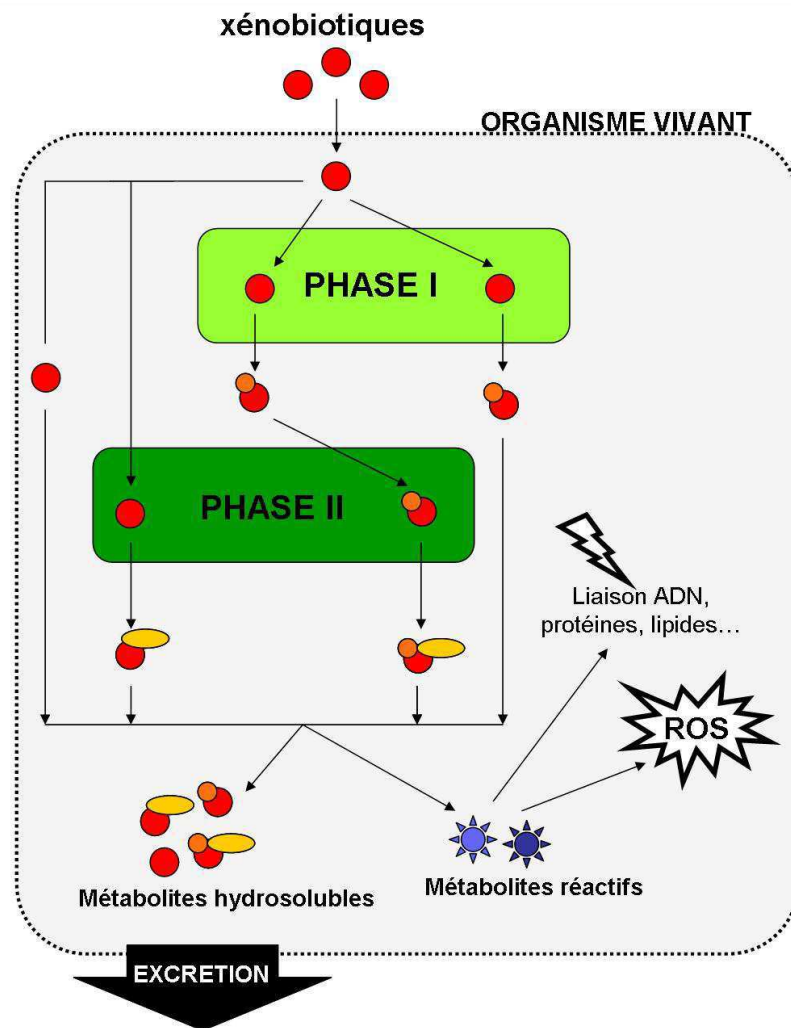 xénobiotiques
ORGANISME VIVANT
PHASE I
PHASE II
Liaison ADN,
protéines, lipides…
ROS
Métabolites hydrosolubles
Métabolites réactifs
EXCRETION